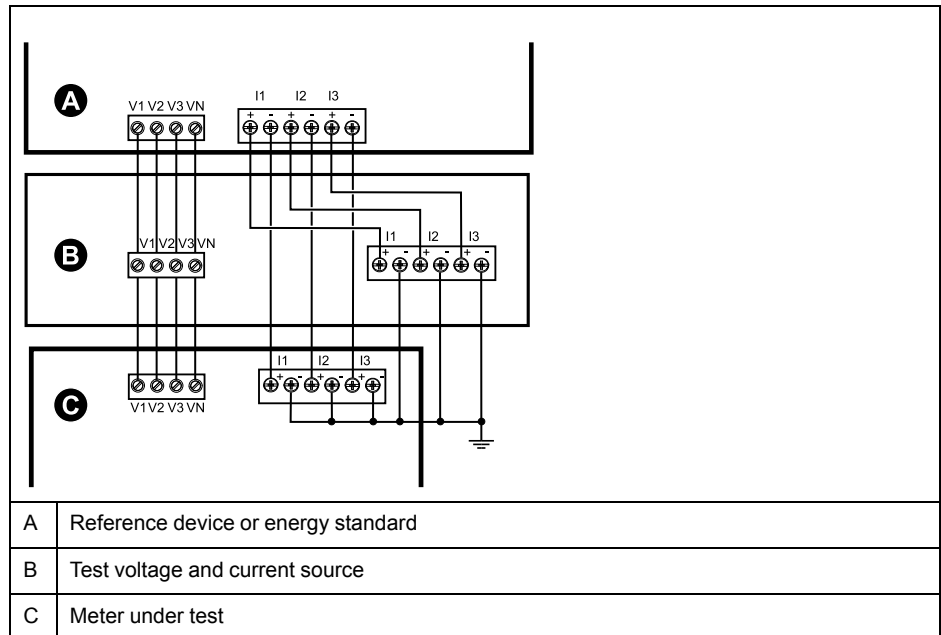 A
V1 V2 V3 VN
I1 I2 I3
+ - + - + -
B
V1 V2 V3 VN
I1 I2 I3
+ - + - + -
C
I1 I2 I3
+ - + - + -
V1 V2 V3 VN
A Reference device or energy standard
B Test voltage and current source
C Meter under test